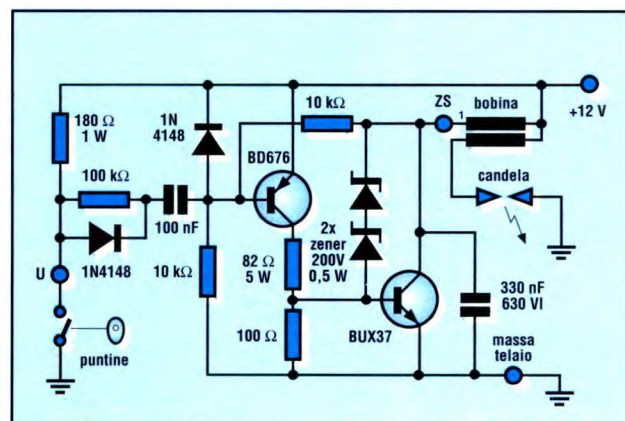 180 Ω
1 W
100 kΩ
1N4148
U
puntine
100 nF
1N
4148
10 kΩ
BD676
10 kΩ
82 Ω
5 W
100 Ω
2x
zener
200V
0,5 W
BUX37
ZS
1
bobina
+12 V
candela
330 nF
630 Vl
massa
telaio